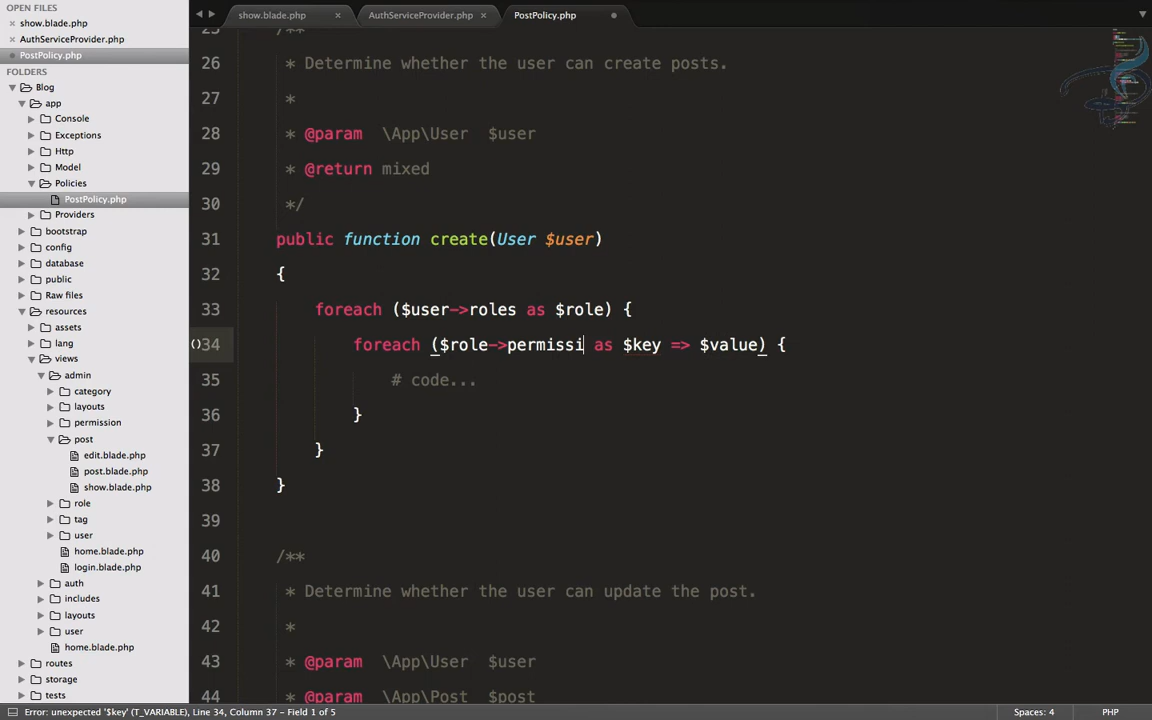 OPEN FILES
show.blade.php
AuthServiceProvider.php
PostPolicy.php
FOLDERS
Blog
app
Console
Exceptions
Http
Model
Policies
PostPolicy.php
Providers
bootstrap
config
database
public
Raw files
resources
assets
lang
views
admin
category
layouts
permission
post
edit.blade.php
post.blade.php
show.blade.php
role
tag
user
home.blade.php
login.blade.php
auth
includes
layouts
user
home.blade.php
routes
storage
tests
show.blade.php × AuthServiceProvider.php × PostPolicy.php
25 /**
26 * Determine whether the user can create posts.
27 *
28 * @param \App\User $user
29 * @return mixed
30 */
31 public function create(User $user)
32 {
33 foreach ($user->roles as $role) {
()34 foreach ($role->permissi as $key => $value) {
35 # code...
36 }
37 }
38 }
39
40 /**
41 * Determine whether the user can update the post.
42 *
43 * @param \App\User $user
44 * @param \App\Post $post
Error: unexpected '$key' (T_VARIABLE), Line 34, Column 37 - Field 1 of 5 Spaces: 4 PHP